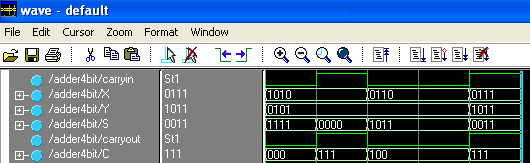 wave - default
File Edit Cursor Zoom Format Window
/adder4bit/carryin St1
/adder4bit/X 0111 1010 0110 0111
/adder4bit/Y 1011 0101 1011
/adder4bit/S 0011 1111 0000 1011 0011
/adder4bit/carryout St1
/adder4bit/C 111 000 111 100 111